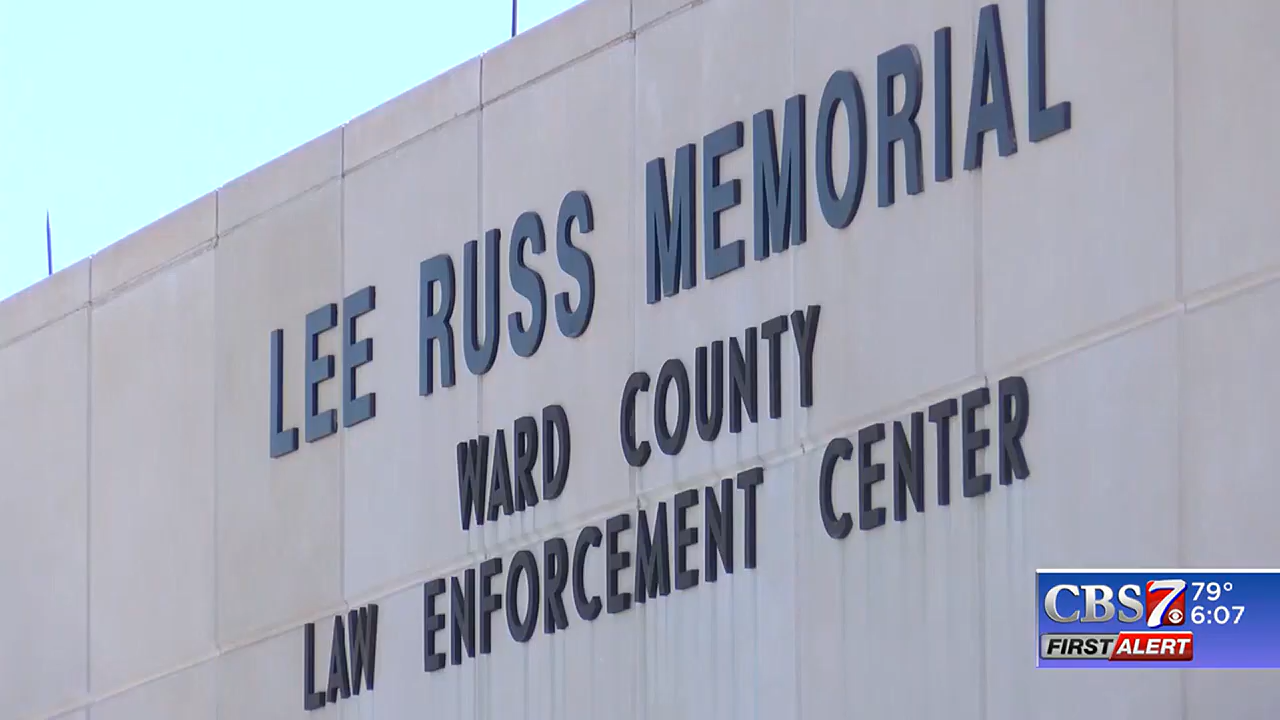 LEE RUSS MEMORIAL
WARD COUNTY
LAW ENFORCEMENT CENTER
CBS7 79°
FIRST ALERT 6:07